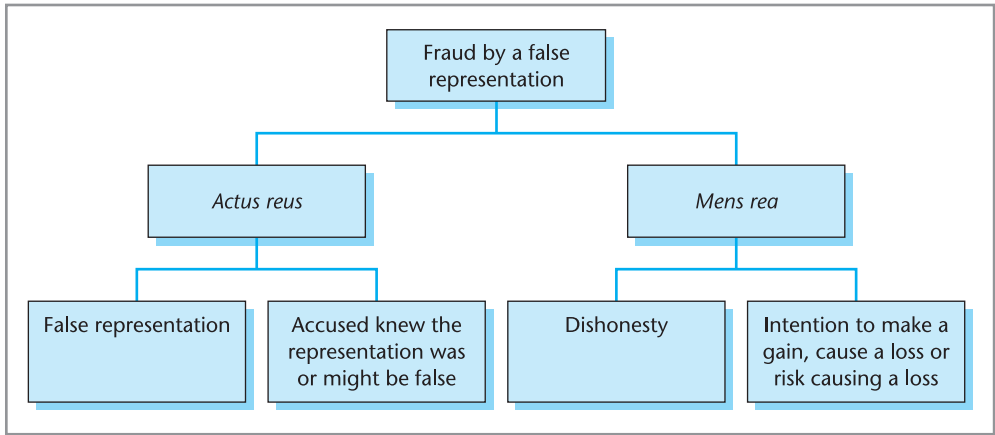 Fraud by a false
representation
Actus reus
Mens rea
False representation
Accused knew the
representation was
or might be false
Dishonesty
Intention to make a
gain, cause a loss or
risk causing a loss